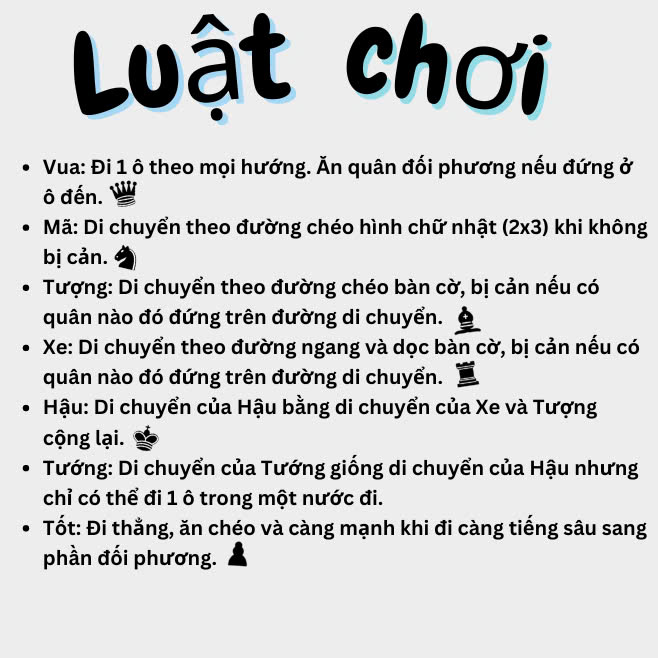 Luật chơi
• Vua: Đi 1 ô theo mọi hướng. Ăn quân đối phương nếu đứng ở
ô đến.
• Mã: Di chuyển theo đường chéo hình chữ nhật (2x3) khi không
bị cản.
• Tượng: Di chuyển theo đường chéo bàn cờ, bị cản nếu có
quân nào đó đứng trên đường di chuyển.
• Xe: Di chuyển theo đường ngang và dọc bàn cờ, bị cản nếu có
quân nào đó đứng trên đường di chuyển.
• Hậu: Di chuyển của Hậu bằng di chuyển của Xe và Tượng
cộng lại.
• Tướng: Di chuyển của Tướng giống di chuyển của Hậu nhưng
chỉ có thể đi 1 ô trong một nước đi.
• Tốt: Đi thẳng, ăn chéo và càng mạnh khi đi càng tiếng sâu sang
phần đối phương.